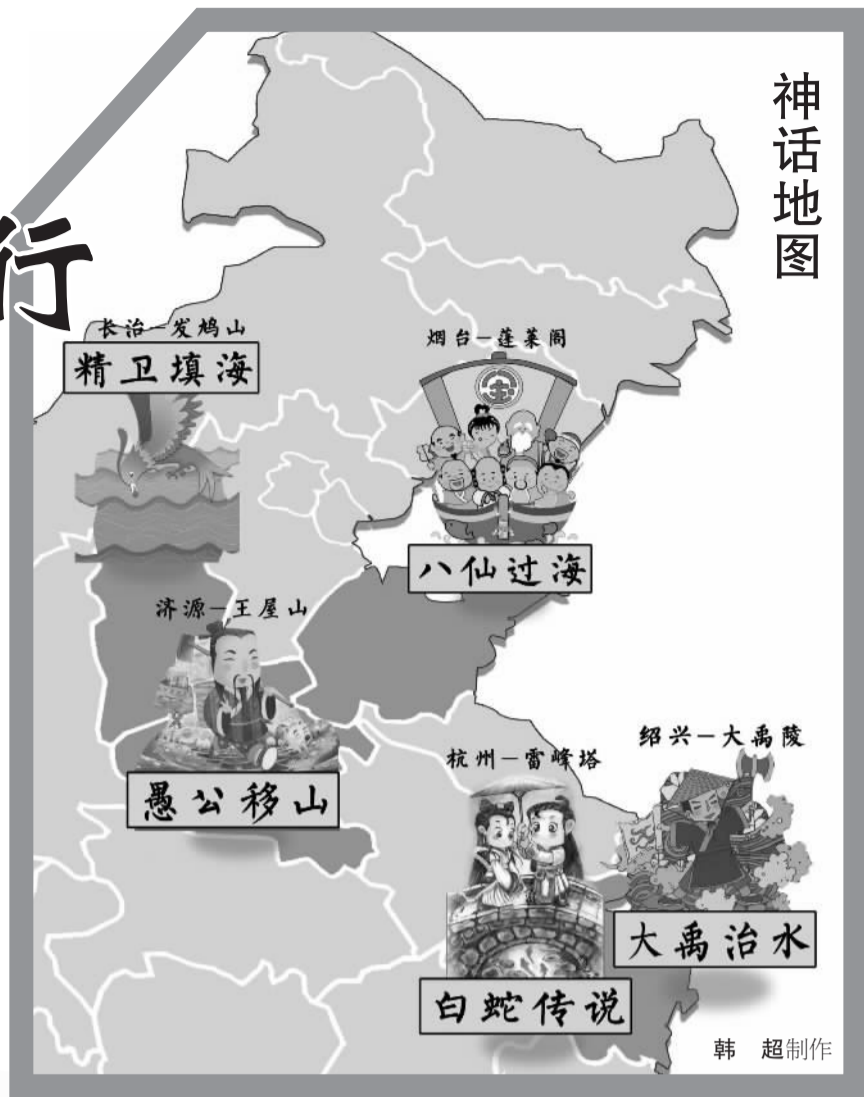 神话地图
行
长治－发鸠山
精卫填海
烟台－蓬莱阁
八仙过海
济源－王屋山
愚公移山
杭州－雷峰塔
白蛇传说
绍兴－大禹陵
大禹治水
韩 超制作